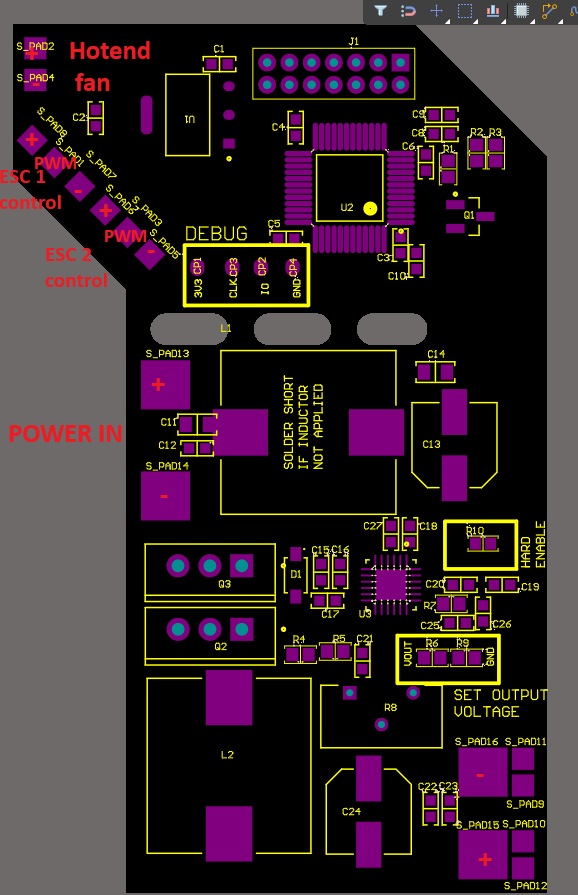 J1
S_PAD2
+
Hotend
fan
C1
S_PAD4
-
C2
U1
C4
C9
C8
C6
R1
R2
R3
S_PAD8
+
PWM
S_PAD1
S_PAD7
-
ESC 1
control
S_PAD6
+
S_PAD3
PWM
S_PAD5
-
ESC 2
control
U2
Q1
C5
C3
C10
DEBUG
3V3 CP1
CLK CP3
IO CP2
GND CP4
L1
S_PAD13
+
C14
POWER IN
C11
C12
SOLDER SHORT
IF INDUCTOR
NOT APPLIED
C13
S_PAD14
-
C27
C18
R10
HARD
ENABLE
Q3
D1
C15
C16
C17
U3
C20
C19
R7
C25
C26
Q2
R4
R5
C21
VOUT
R6
R9
GND
SET OUTPUT
VOLTAGE
R8
L2
S_PAD16
-
S_PAD11
C24
C22
C23
S_PAD9
S_PAD15
+
S_PAD10
S_PAD12